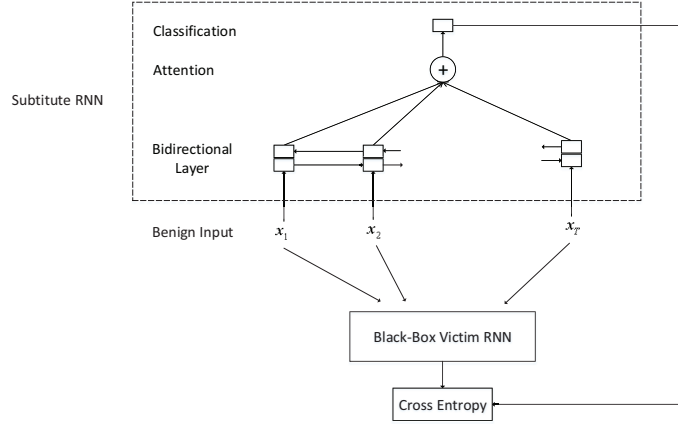 Classification
Attention
+
Subtitute RNN
Bidirectional
Layer
Benign Input
x1 x2 xT
Black-Box Victim RNN
Cross Entropy